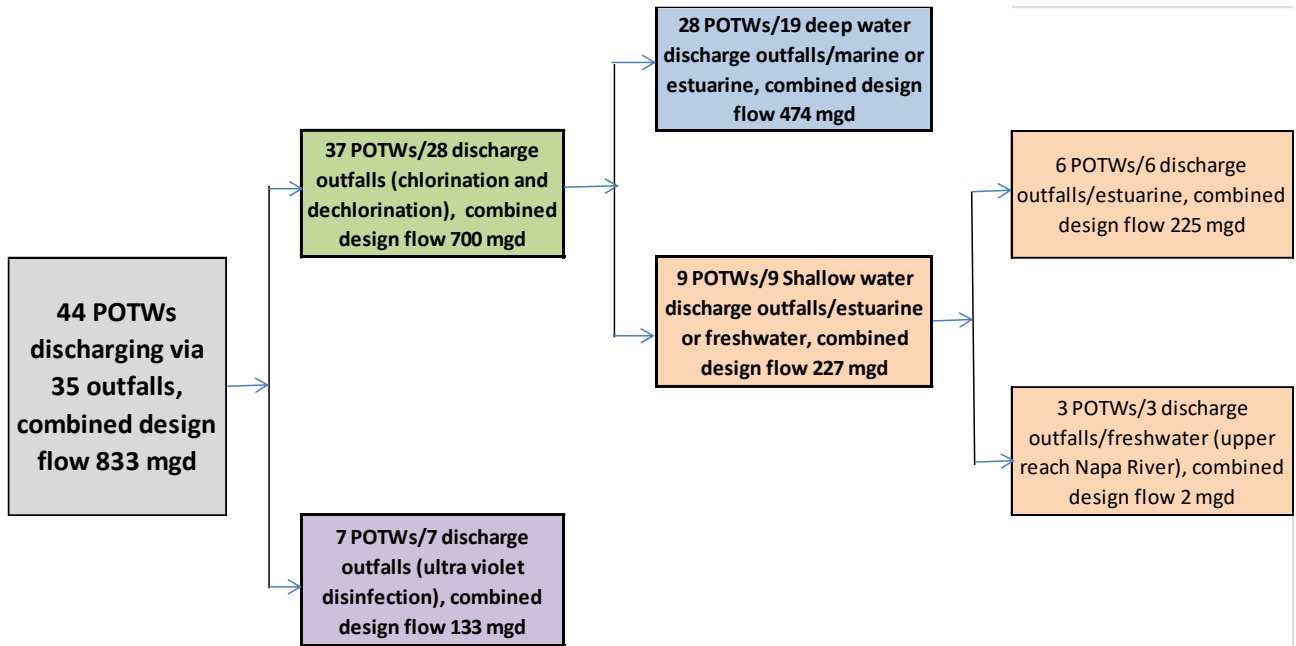 44 POTWs
discharging via
35 outfalls,
combined design
flow 833 mgd
37 POTWs/28 discharge
outfalls (chlorination and
dechlorination), combined
design flow 700 mgd
7 POTWs/7 discharge
outfalls (ultra violet
disinfection), combined
design flow 133 mgd
28 POTWs/19 deep water
discharge outfalls/marine or
estuarine, combined design
flow 474 mgd
9 POTWs/9 Shallow water
discharge outfalls/estuarine
or freshwater, combined
design flow 227 mgd
6 POTWs/6 discharge
outfalls/estuarine, combined
design flow 225 mgd
3 POTWs/3 discharge
outfalls/freshwater (upper
reach Napa River), combined
design flow 2 mgd